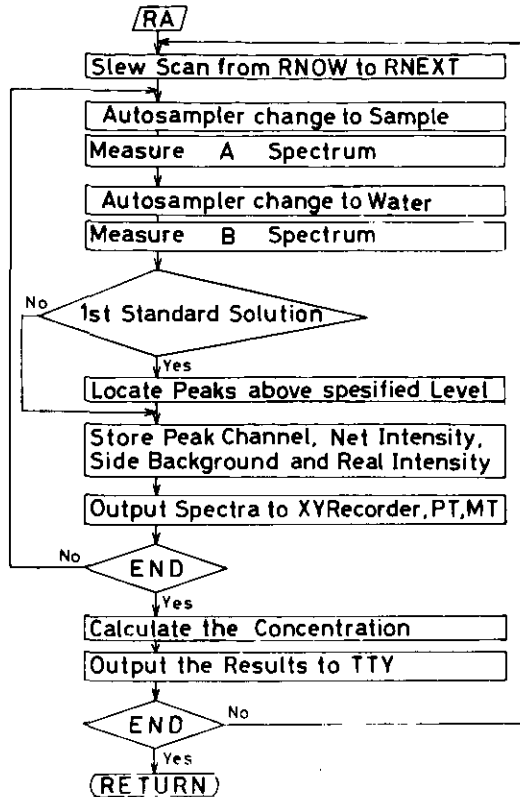 RA
Slew Scan from RNOW to RNEXT
Autosampler change to Sample
Measure A Spectrum
Autosampler change to Water
Measure B Spectrum
No
1st Standard Solution
Yes
Locate Peaks above spesified Level
Store Peak Channel, Net Intensity,
Side Background and Real Intensity
Output Spectra to XYRecorder,PT,MT
No
END
Yes
Calculate the Concentration
Output the Results to TTY
END
No
Yes
(RETURN)